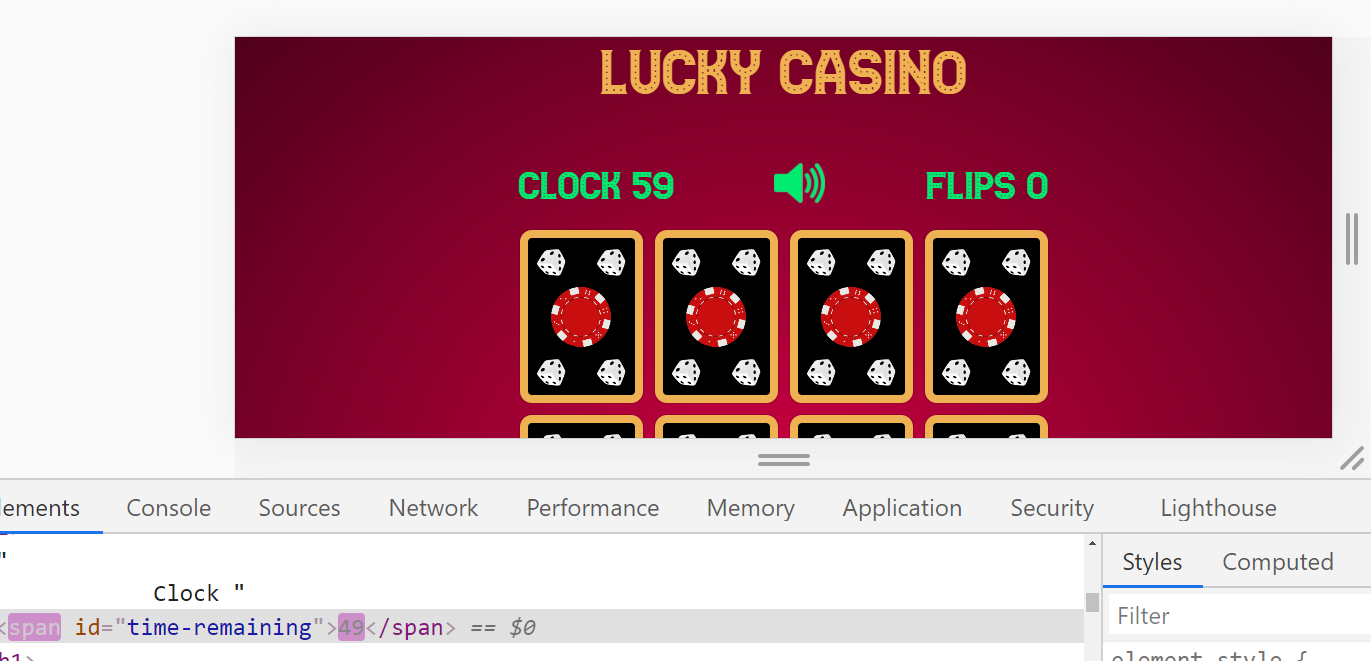 LUCKY CASINO
CLOCK 59 FLIPS 0
lements Console Sources Network Performance Memory Application Security Lighthouse
"
Clock "
<span id="time-remaining">49</span> == $0
h1>
Styles Computed
Filter
element.style {